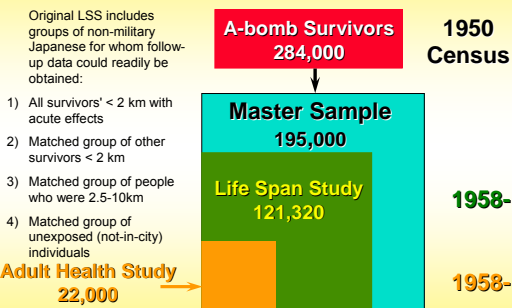 Original LSS includes
groups of non-military
Japanese for whom follow-
up data could readily be
obtained:
1) All survivors' < 2 km with
acute effects
2) Matched group of other
survivors < 2 km
3) Matched group of people
who were 2.5-10km
4) Matched group of
unexposed (not-in-city)
individuals
Adult Health Study
22,000
A-bomb Survivors
284,000
1950
Census
Master Sample
195,000
Life Span Study
121,320
1958-
1958-